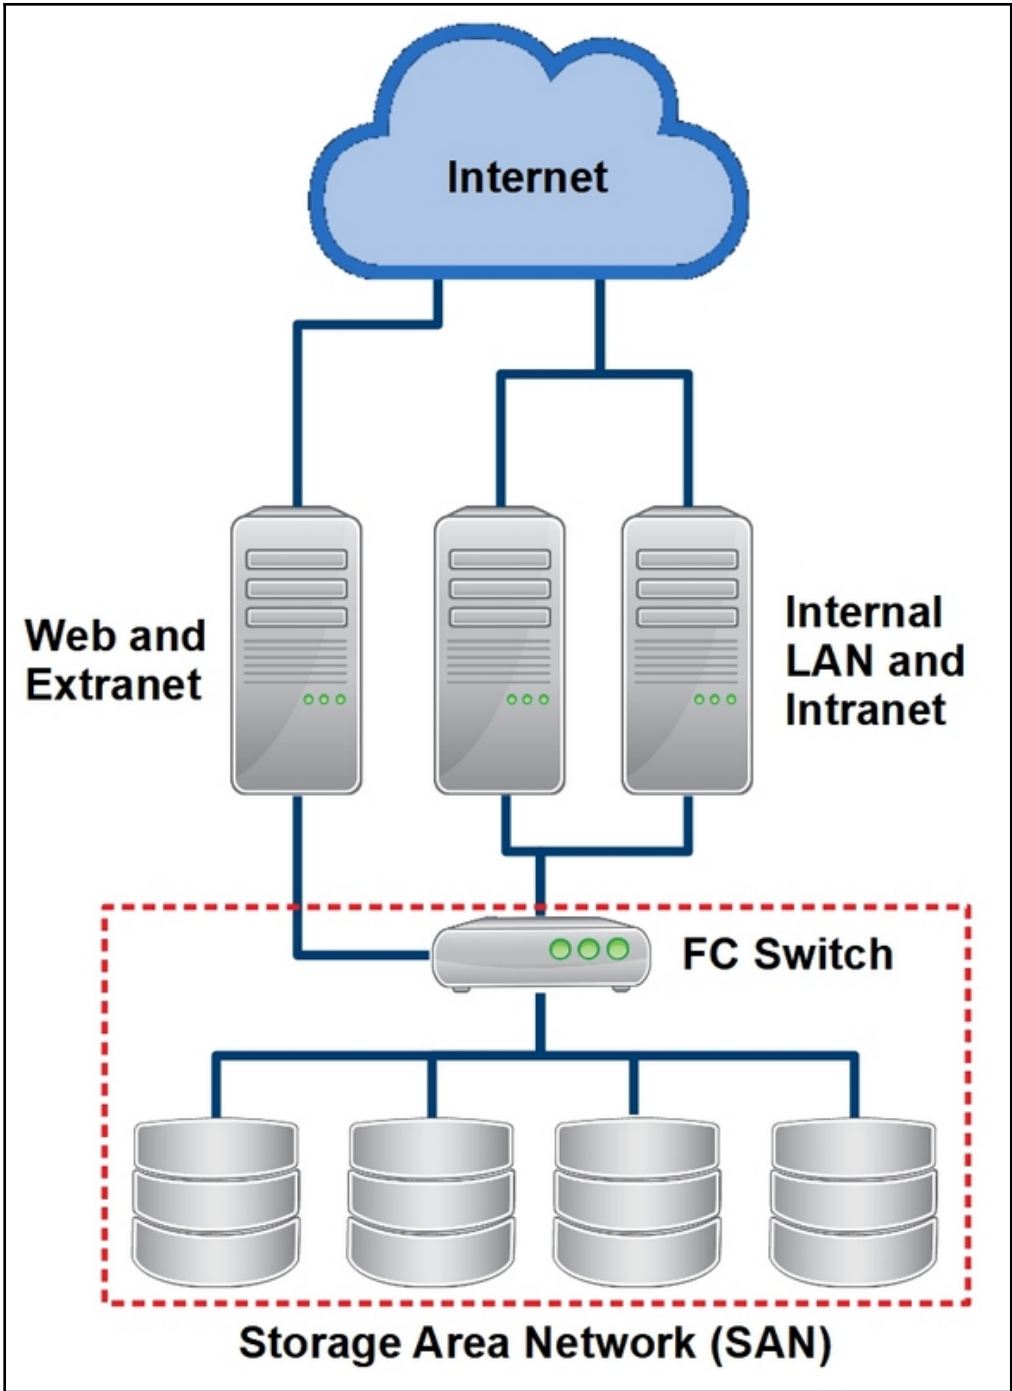 Internet
Web and
Extranet
Internal
LAN and
Intranet
FC Switch
Storage Area Network (SAN)